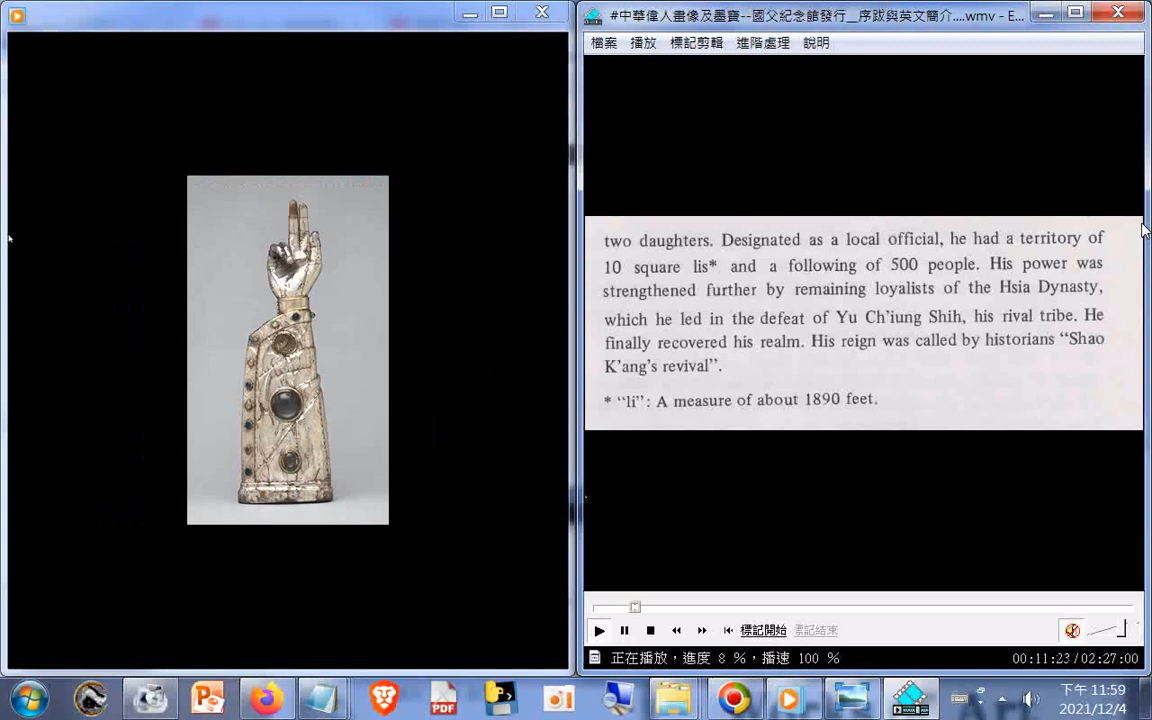 #中華偉人畫像及墨寶--國父紀念館發行__序跋與英文簡介....wmv - E...
檔案 播放 標記剪輯 進階處理 說明
two daughters. Designated as a local official, he had a territory of
10 square lis* and a following of 500 people. His power was
strengthened further by remaining loyalists of the Hsia Dynasty,
which he led in the defeat of Yu Ch'iung Shih, his rival tribe. He
finally recovered his realm. His reign was called by historians “Shao
K'ang's revival”.
* “li”: A measure of about 1890 feet.
標記開始 標記結束
正在播放，進度 8 %，播速 100 %
00:11:23 / 02:27:00
PDF
下午 11:59
2021/12/4